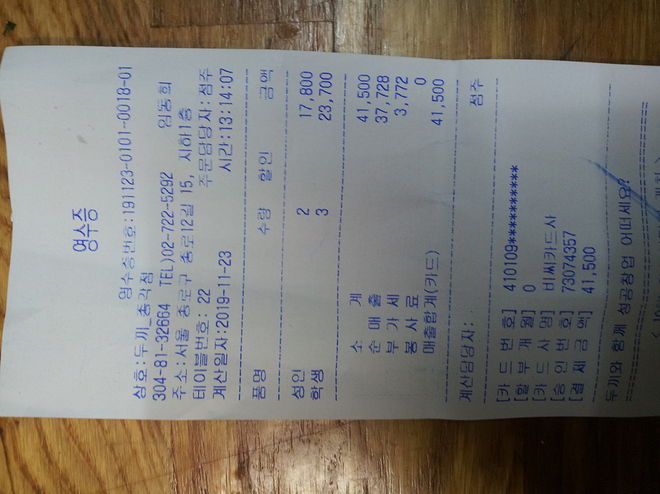 영수증
영수증번호:191123-0101-0018-01
상호:두끼_종각점
304-81-32664 TEL)02-722-5292 임동희
주소:서울 종로구 종로12길 15, 지하1층
테이블번호: 22 주문담당자:점주
계산일자:2019-11-23 시간:13:14:07
품명 수량 할인 금액
성인 2 17,800
학생 3 23,700
소 계 41,500
순 매 출 37,728
부 가 세 3,772
봉 사 료 0
매출합계(카드) 41,500
계산담당자: 점주
[카 드 번 호] 410109**********
[할 부 개 월] 0
[카 드 사 명] 비씨카드사
[승 인 번 호] 73074357
[결 제 금 액] 41,500
두끼와 함께 성공창업 어떠세요?